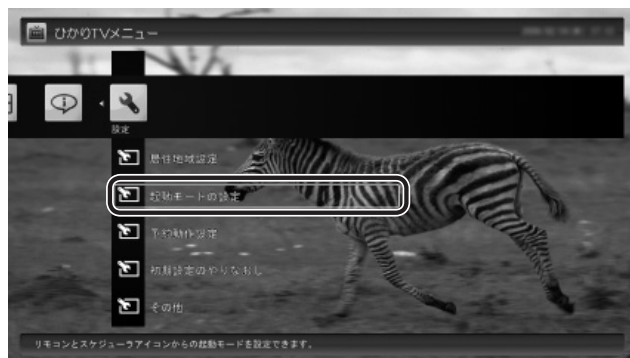 ひかりTVメニュー
設定
居住地域設定
起動モードの設定
予約動作設定
初期設定のやりなおし
その他
リモコンとスケジューラアイコンからの起動モードを設定できます。